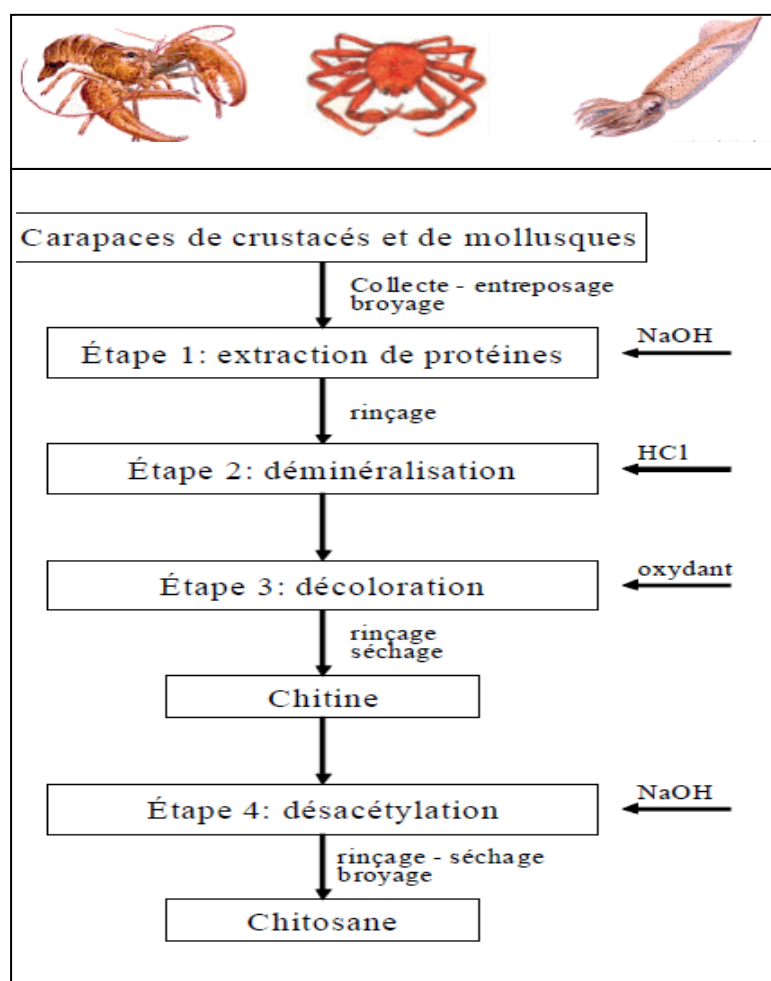 Carapaces de crustacés et de mollusques
Collecte - entreposage
broyage
Étape 1: extraction de protéines
NaOH
rinçage
Étape 2: déminéralisation
HCl
Étape 3: décoloration
oxydant
rinçage
séchage
Chitine
Étape 4: désacétylation
NaOH
rinçage - séchage
broyage
Chitosane